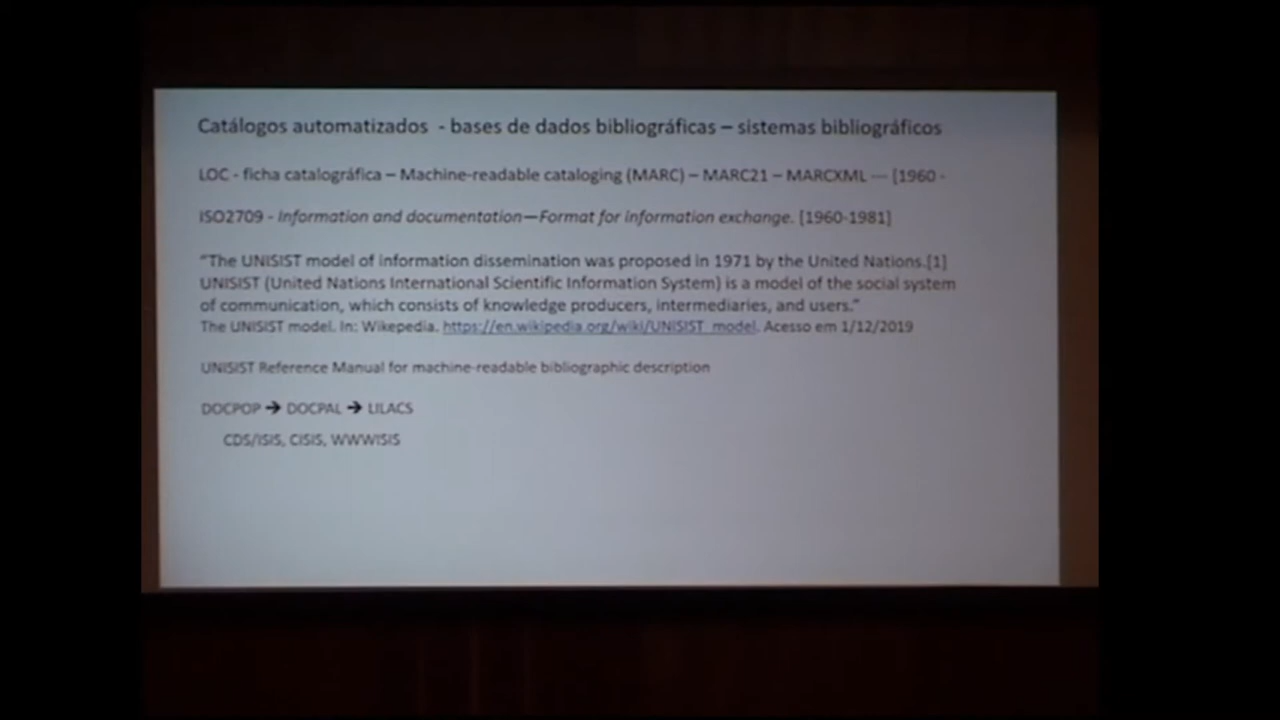 Catálogos automatizados - bases de dados bibliográficas – sistemas bibliográficos
LOC - ficha catalográfica – Machine-readable cataloging (MARC) – MARC21 – MARCXML --- [1960 -
ISO2709 - Information and documentation—Format for information exchange. [1960-1981]
“The UNISIST model of information dissemination was proposed in 1971 by the United Nations.[1]
UNISIST (United Nations International Scientific Information System) is a model of the social system
of communication, which consists of knowledge producers, intermediaries, and users.”
The UNISIST model. In: Wikepedia. https://en.wikipedia.org/wiki/UNISIST_model. Acesso em 1/12/2019
UNISIST Reference Manual for machine-readable bibliographic description
DOCPOP → DOCPAL → LILACS
CDS/ISIS, CISIS, WWWISIS